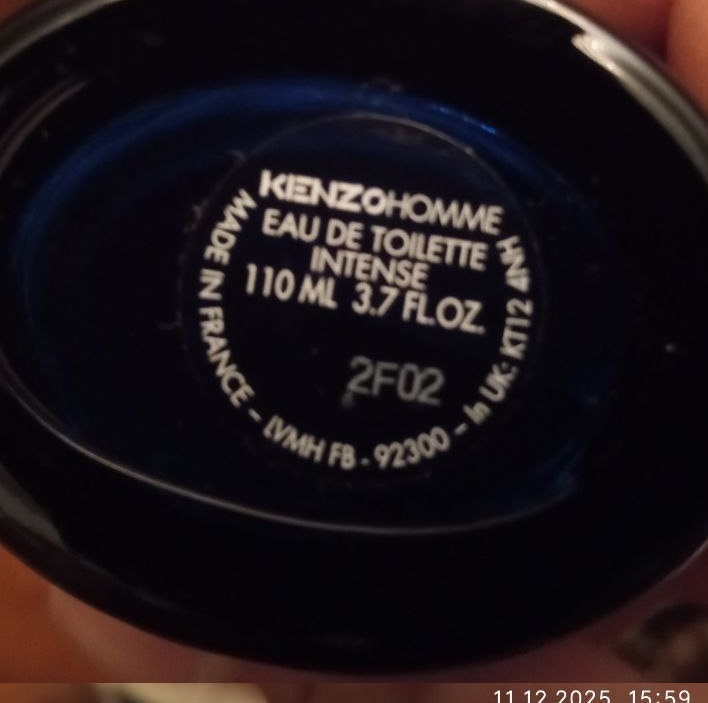 KENZOHOMME
EAU DE TOILETTE
INTENSE
110 ML 3.7 FL.OZ.
2F02
MADE IN FRANCE – LVMH FB - 92300 – In UK: KT12 4NH
11.12.2025 15:59